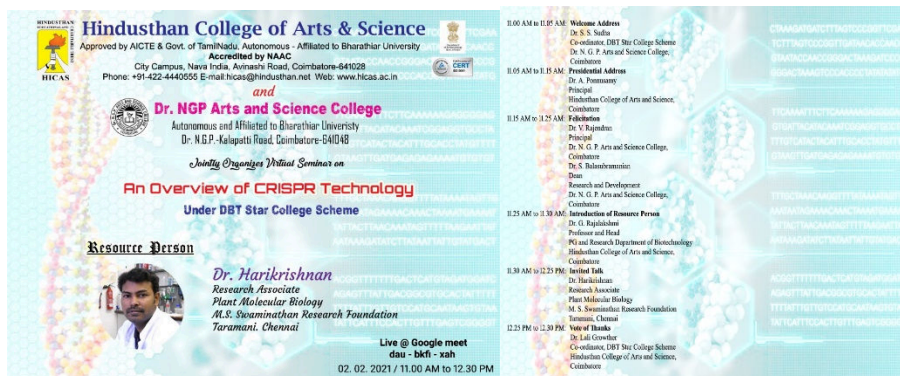 HINDUSTHAN
HICAS
Hindusthan College of Arts & Science
Approved by AICTE & Govt. of TamilNadu, Autonomous - Affiliated to Bharathiar University
Accredited by NAAC
City Campus, Nava India, Avinashi Road, Coimbatore-641028
Phone: +91-422-4440555 E-mail:hicas@hindusthan.net Web: www.hicas.ac.in
CERT
and
Dr. NGP Arts and Science College
Autonomous and Affiliated to Bharathiar Univeristy
Dr. N.G.P.-Kalapatti Road, Coimbatore-641048
Jointly Organizes Virtual Seminar on
An Overview of CRISPR Technology
Under DBT Star College Scheme
Resource Person
Dr. Harikrishnan
Research Associate
Plant Molecular Biology
M.S. Swaminathan Research Foundation
Taramani. Chennai
Live @ Google meet
dau - bkfi - xah
02. 02. 2021 / 11.00 AM to 12.30 PM
11.00 AM to 11.05 AM: Welcome Address
Dr. S. S. Sudha
Co-ordinator, DBT Star College Scheme
Dr. N. G. P. Arts and Science College,
Coimbatore
11.05 AM to 11.15 AM: Presidential Address
Dr. A. Ponnusamy
Principal
Hindusthan College of Arts and Science,
Coimbatore
11.15 AM to 11.25 AM: Felicitation
Dr. V. Rajendran
Principal
Dr. N. G. P. Arts and Science College,
Coimbatore
Dr. S. Balasubramanian
Dean
Research and Development
Dr. N. G. P. Arts and Science College,
Coimbatore
11.25 AM to 11.30 AM: Introduction of Resource Person
Dr. G. Rajalakshmi
Professor and Head
PG and Research Department of Biotechnology
Hindusthan College of Arts and Science,
Coimbatore
11.30 AM to 12.25 PM: Invited Talk
Dr. Harikrishnan
Research Associate
Plant Molecular Biology
M. S. Swaminathan Research Foundation
Taramani, Chennai
12.25 PM to 12.30 PM: Vote of Thanks
Dr. Lali Growther
Co-ordinator, DBT Star College Scheme
Hindusthan College of Arts and Science,
Coimbatore